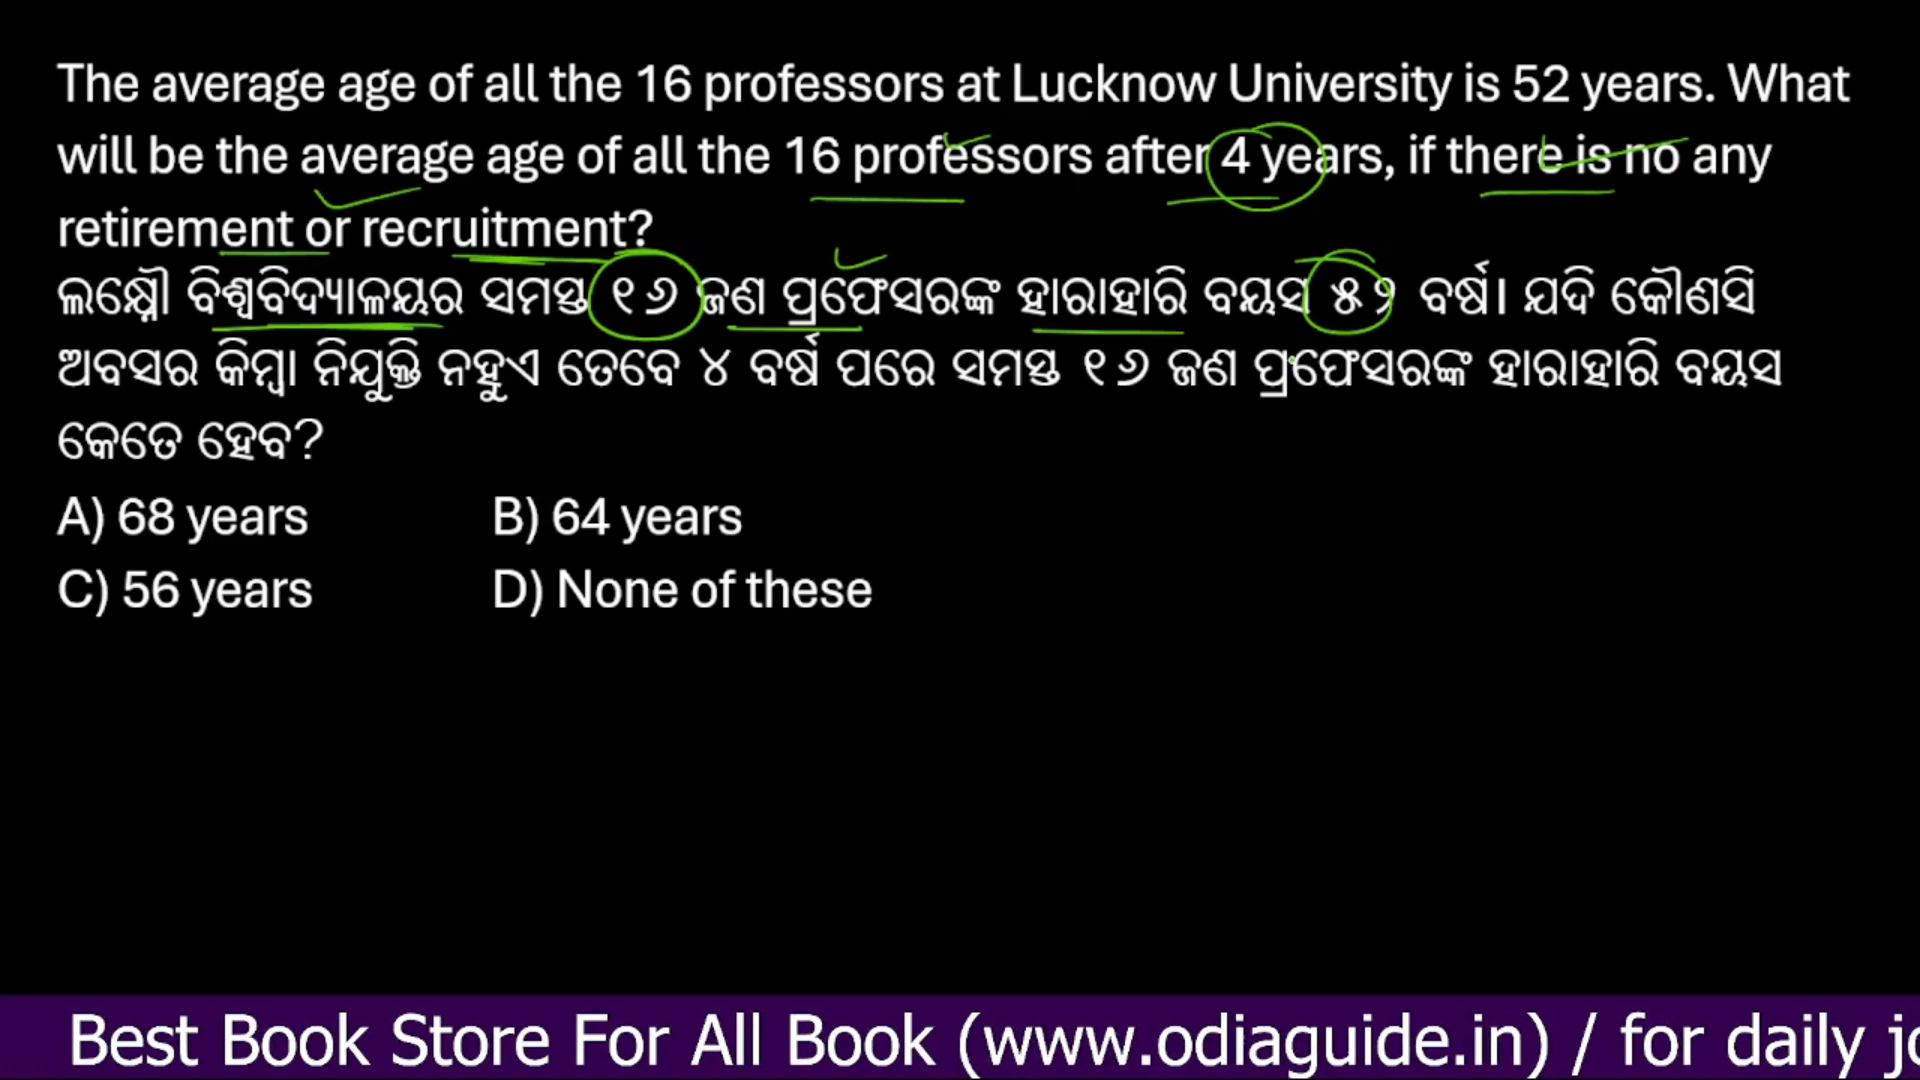 The average age of all the 16 professors at Lucknow University is 52 years. What
will be the average age of all the 16 professors after 4 years, if there is no any
retirement or recruitment?
ଲକ୍ଷ୍ନୌ ବିଶ୍ୱବିଦ୍ୟାଳୟର ସମସ୍ତ ୧୬ ଜଣ ପ୍ରଫେସରଙ୍କ ହାରାହାରି ବୟସ ୫୨ ବର୍ଷ। ଯଦି କୌଣସି
ଅବସର କିମ୍ବା ନିଯୁକ୍ତି ନହୁଏ ତେବେ ୪ ବର୍ଷ ପରେ ସମସ୍ତ ୧୬ ଜଣ ପ୍ରଫେସରଙ୍କ ହାରାହାରି ବୟସ
କେତେ ହେବ?
A) 68 years B) 64 years
C) 56 years D) None of these
Best Book Store For All Book (www.odiaguide.in) / for daily